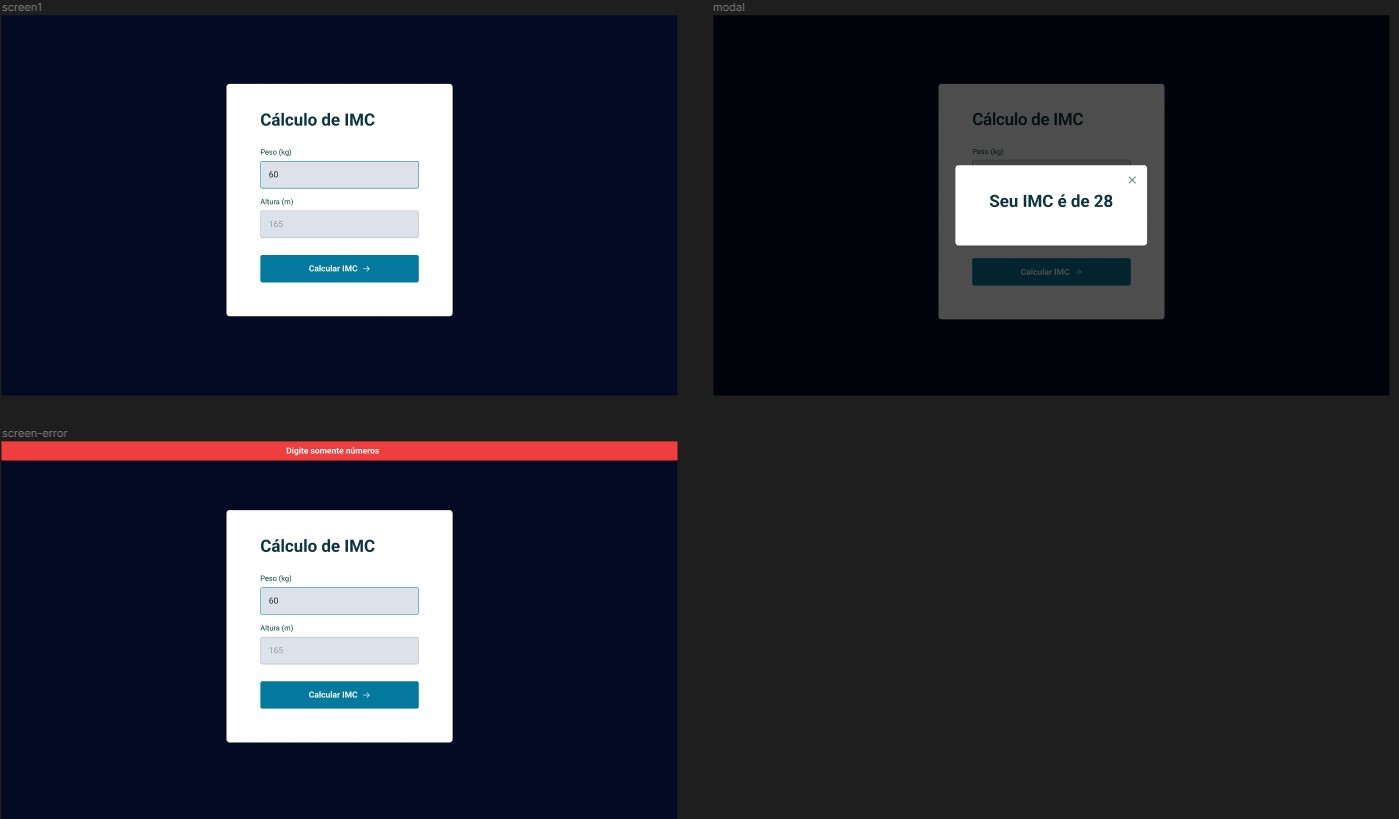 screen1
Cálculo de IMC
Peso (kg)
60
Altura (m)
165
Calcular IMC →
modal
Cálculo de IMC
Peso (kg)
Seu IMC é de 28
Calcular IMC →
screen-error
Digite somente números
Cálculo de IMC
Peso (kg)
60
Altura (m)
165
Calcular IMC →